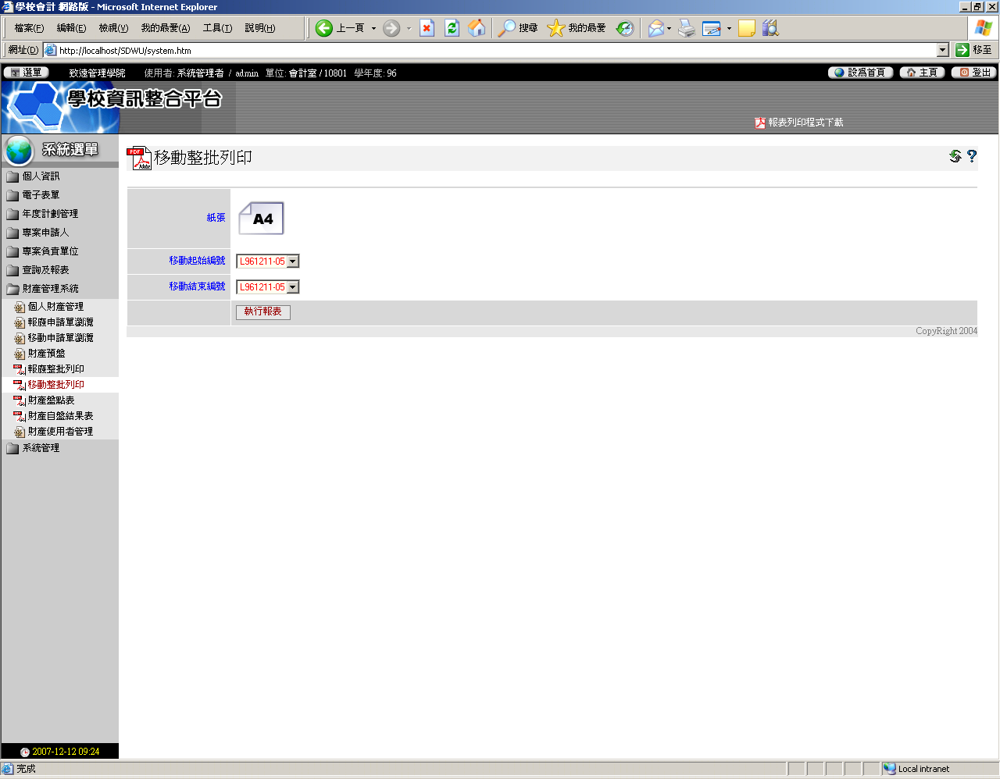 學校會計 網路版 - Microsoft Internet Explorer
檔案(F) 編輯(E) 檢視(V) 我的最愛(A) 工具(T) 說明(H) 上一頁 搜尋 我的最愛
網址(D) http://localhost/SDWU/system.htm 移至
選單 致遠管理學院 使用者: 系統管理者 / admin 單位: 會計室 / 10801 學年度: 96 設為首頁 主頁 登出
學校資訊整合平台
報表列印程式下載
系統選單
個人資訊
電子表單
年度計劃管理
專案申請人
專案負責單位
查詢及報表
財產管理系統
個人財產管理
報廢申請單瀏覽
移動申請單瀏覽
財產預盤
報廢整批列印
移動整批列印
財產盤點表
財產自盤結果表
財產使用者管理
系統管理
2007-12-12 09:24
PDF Adobe 移動整批列印 ?
紙張 A4
移動起始編號 L961211-05
移動結束編號 L961211-05
執行報表
CopyRight 2004
完成 Local intranet